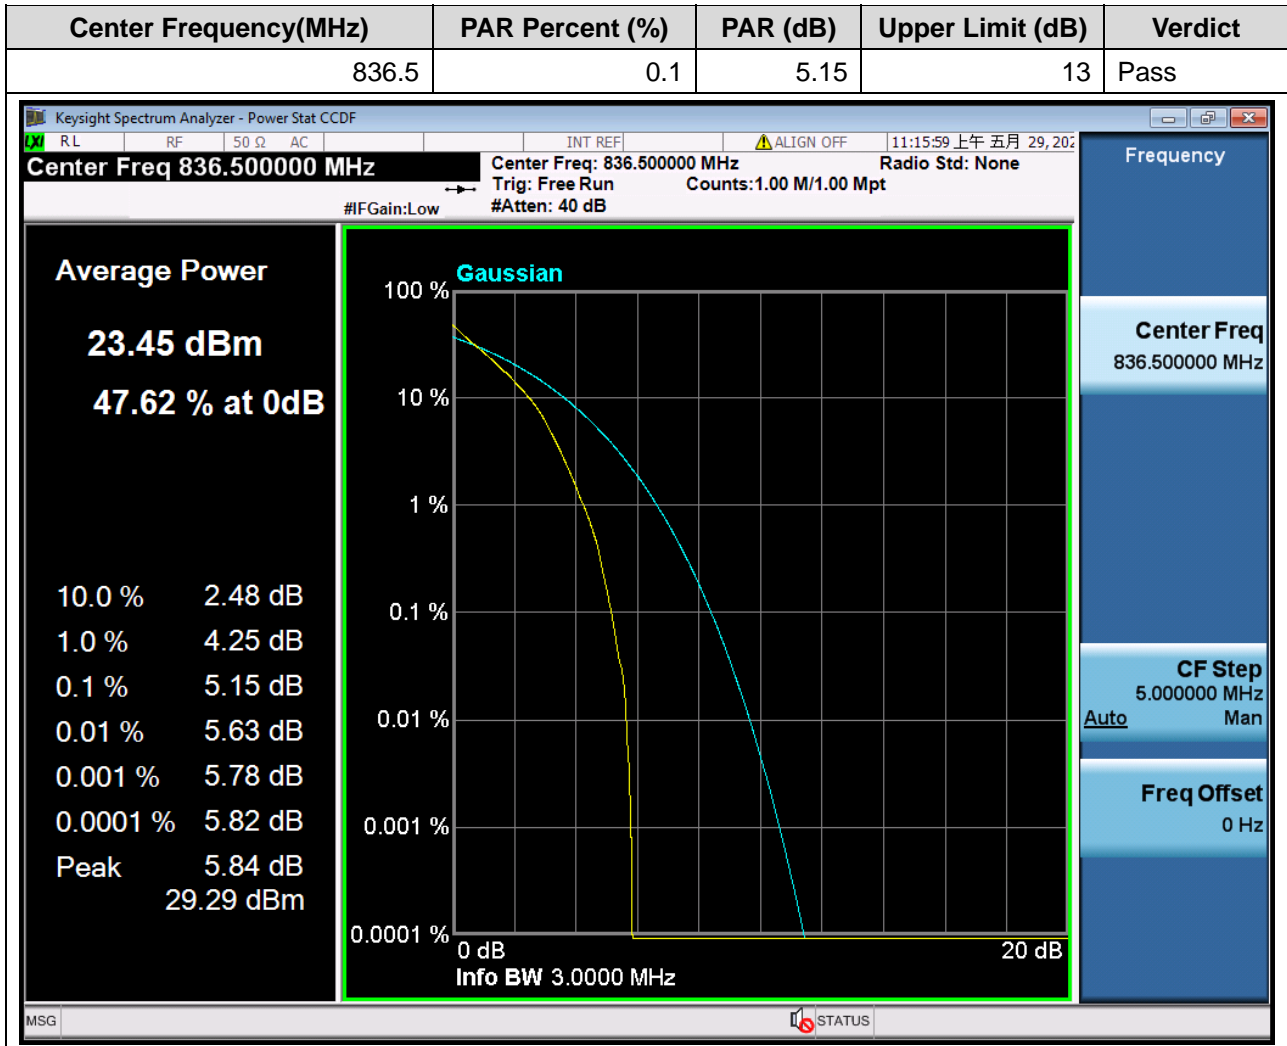 Center Frequency(MHz) PAR Percent (%) PAR (dB) Upper Limit (dB) Verdict
836.5 0.1 5.15 13 Pass
Keysight Spectrum Analyzer - Power Stat CCDF
LXI RL RF 50 Ω AC INT REF ALIGN OFF 11:15:59 上午 五月 29, 202
Center Freq 836.500000 MHz
Center Freq: 836.500000 MHz Radio Std: None
Trig: Free Run Counts:1.00 M/1.00 Mpt
#IFGain:Low #Atten: 40 dB
Average Power
23.45 dBm
47.62 % at 0dB
10.0 % 2.48 dB
1.0 % 4.25 dB
0.1 % 5.15 dB
0.01 % 5.63 dB
0.001 % 5.78 dB
0.0001 % 5.82 dB
Peak 5.84 dB
29.29 dBm
Gaussian
100 %
10 %
1 %
0.1 %
0.01 %
0.001 %
0.0001 %
0 dB 20 dB
Info BW 3.0000 MHz
Frequency
Center Freq
836.500000 MHz
CF Step
5.000000 MHz
Auto Man
Freq Offset
0 Hz
MSG STATUS